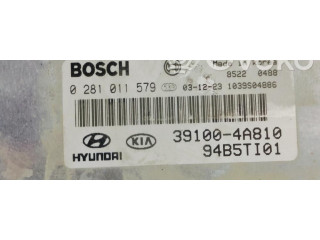 BOSCH
8522 0488
0 281 011 579 03-12-23 1039S04886
HYUNDAI KIA 39100-4A810
94B5TI01